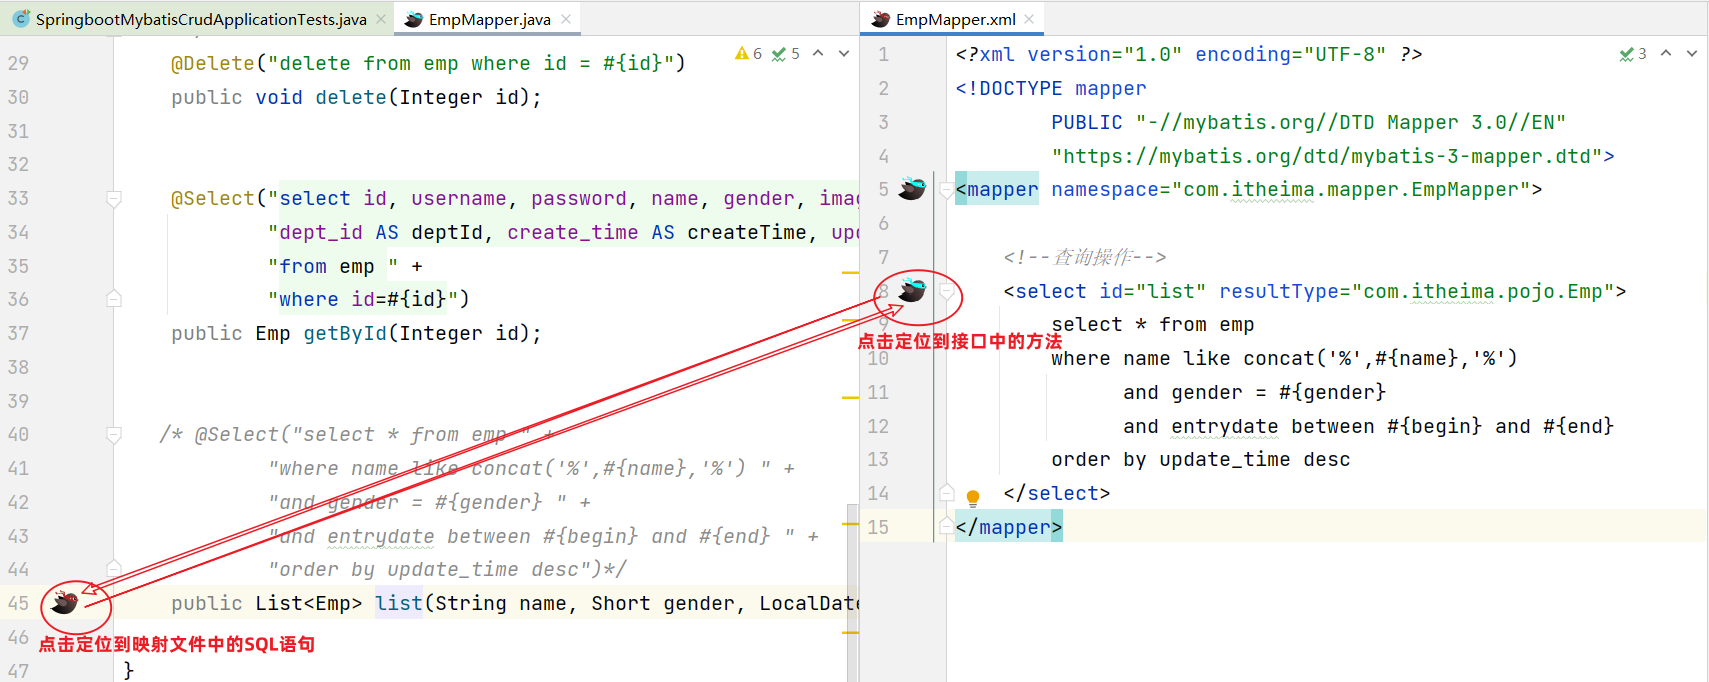 SpringbootMybatisCrudApplicationTests.java
EmpMapper.java
29 @Delete("delete from emp where id = #{id}")
30 public void delete(Integer id);
31
32
33 @Select("select id, username, password, name, gender, imag
34 "dept_id AS deptId, create_time AS createTime, upd
35 "from emp " +
36 "where id=#{id}")
37 public Emp getById(Integer id);
38
39
40 /* @Select("select * from emp " +
41 "where name like concat('%',#{name},'%') " +
42 "and gender = #{gender} " +
43 "and entrydate between #{begin} and #{end} " +
44 "order by update_time desc")*/
45 public List<Emp> list(String name, Short gender, LocalDate
46
点击定位到映射文件中的SQL语句
47 }
6 5
EmpMapper.xml
1 <?xml version="1.0" encoding="UTF-8" ?>
2 <!DOCTYPE mapper
3 PUBLIC "-//mybatis.org//DTD Mapper 3.0//EN"
4 "https://mybatis.org/dtd/mybatis-3-mapper.dtd">
5 <mapper namespace="com.itheima.mapper.EmpMapper">
6
7 <!--查询操作-->
8 <select id="list" resultType="com.itheima.pojo.Emp">
9 select * from emp
点击定位到接口中的方法
10 where name like concat('%',#{name},'%')
11 and gender = #{gender}
12 and entrydate between #{begin} and #{end}
13 order by update_time desc
14 </select>
15 </mapper>
3